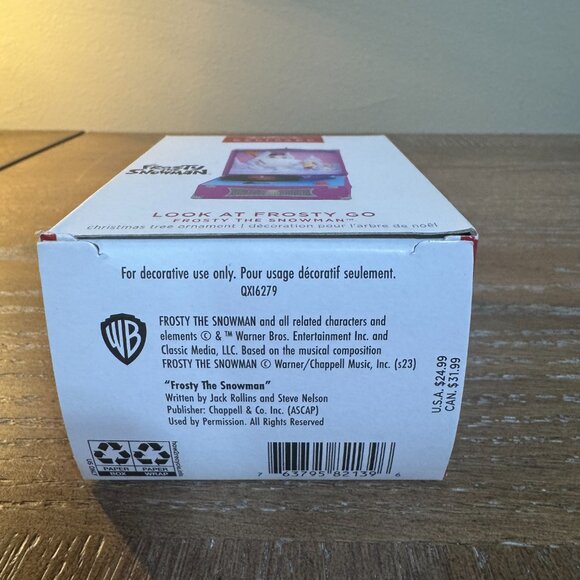 Frosty
THE
SNOWMAN
LOOK AT FROSTY GO
FROSTY THE SNOWMAN™
christmas tree ornament / décoration pour l'arbre de noël
For decorative use only. Pour usage décoratif seulement.
QXI6279
WB
FROSTY THE SNOWMAN and all related characters and
elements © & ™ Warner Bros. Entertainment Inc. and
Classic Media, LLC. Based on the musical composition
FROSTY THE SNOWMAN © Warner/Chappell Music, Inc. (s23)
"Frosty The Snowman"
Written by Jack Rollins and Steve Nelson
Publisher: Chappell & Co. Inc. (ASCAP)
Used by Permission. All Rights Reserved
U.S.A. $24.99
CAN. $31.99
PAPER PAPER
BOX WRAP
7 63795 82139 6